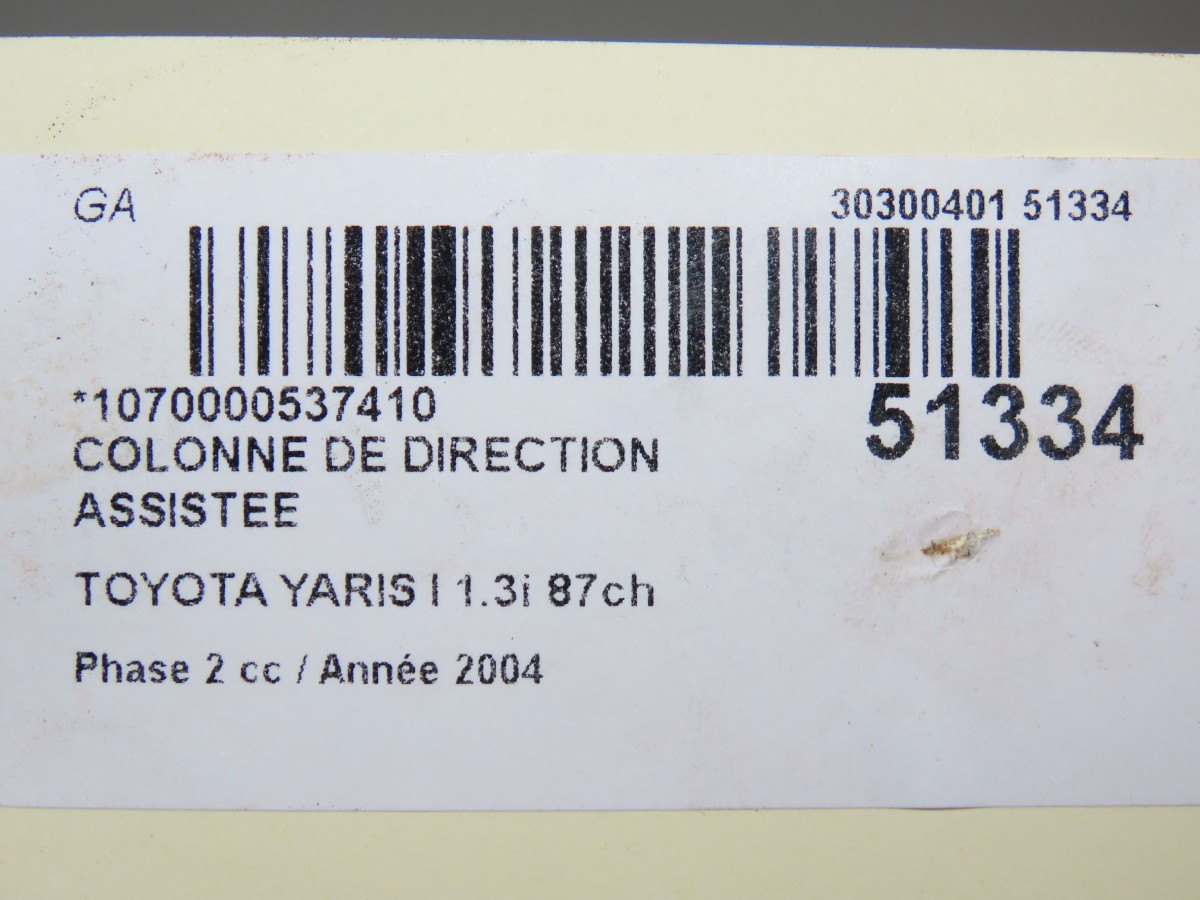 GA
30300401 51334
*1070000537410
51334
COLONNE DE DIRECTION
ASSISTEE
TOYOTA YARIS I 1.3i 87ch
Phase 2 cc / Année 2004